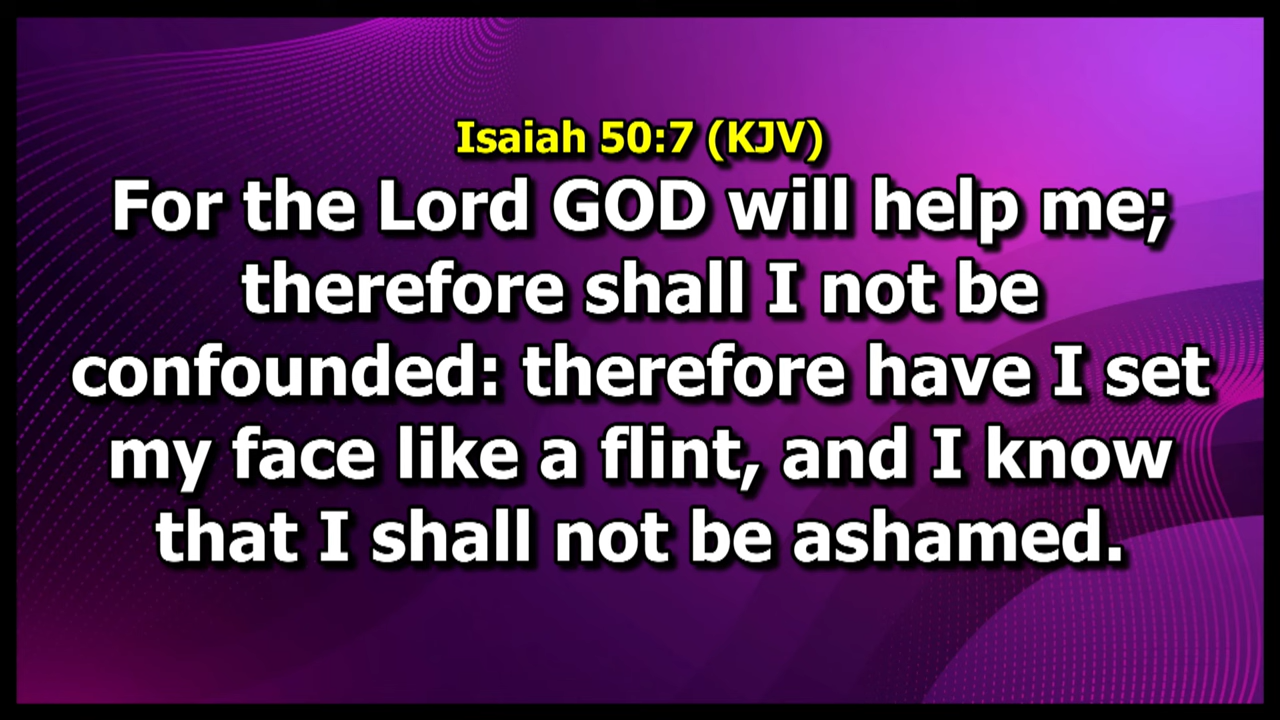 Isaiah 50:7 (KJV)
For the Lord GOD will help me;
therefore shall I not be
confounded: therefore have I set
my face like a flint, and I know
that I shall not be ashamed.